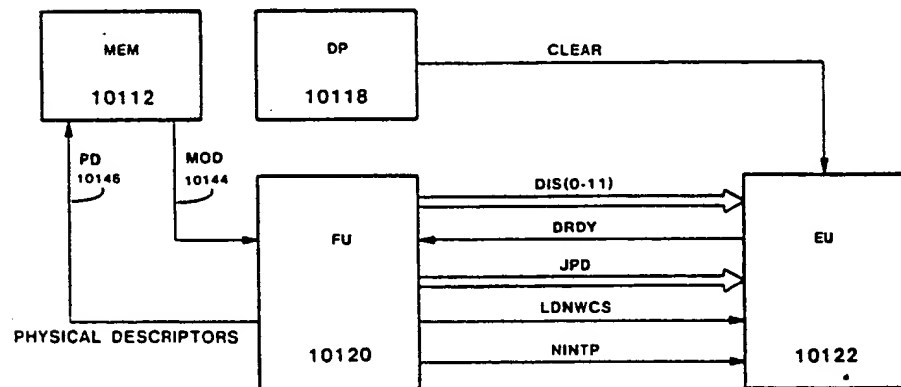 MEM
10112
DP
10118
CLEAR
PD
10146
MOD
10144
FU
10120
DIS(0-11)
DRDY
JPD
LDNWCS
NINTP
EU
10122
PHYSICAL DESCRIPTORS